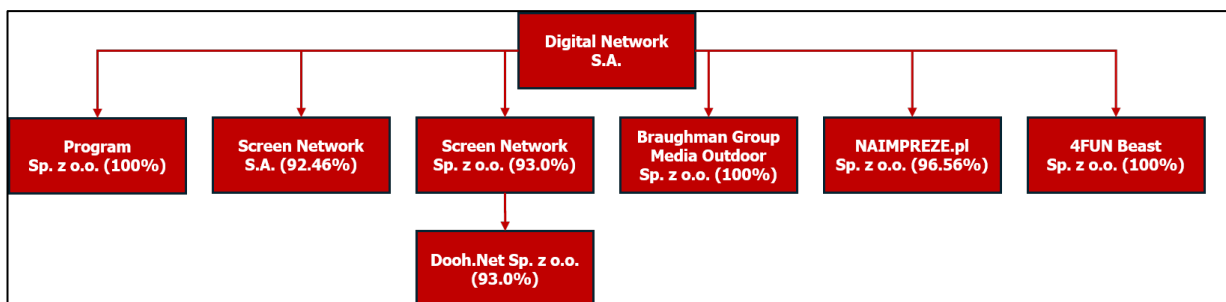 Digital Network
S.A.
Program
Sp. z o.o. (100%)
Screen Network
S.A. (92.46%)
Screen Network
Sp. z o.o. (93.0%)
Braughman Group
Media Outdoor
Sp. z o.o. (100%)
NAIMPREZE.pl
Sp. z o.o. (96.56%)
4FUN Beast
Sp. z o.o. (100%)
Dooh.Net Sp. z o.o.
(93.0%)